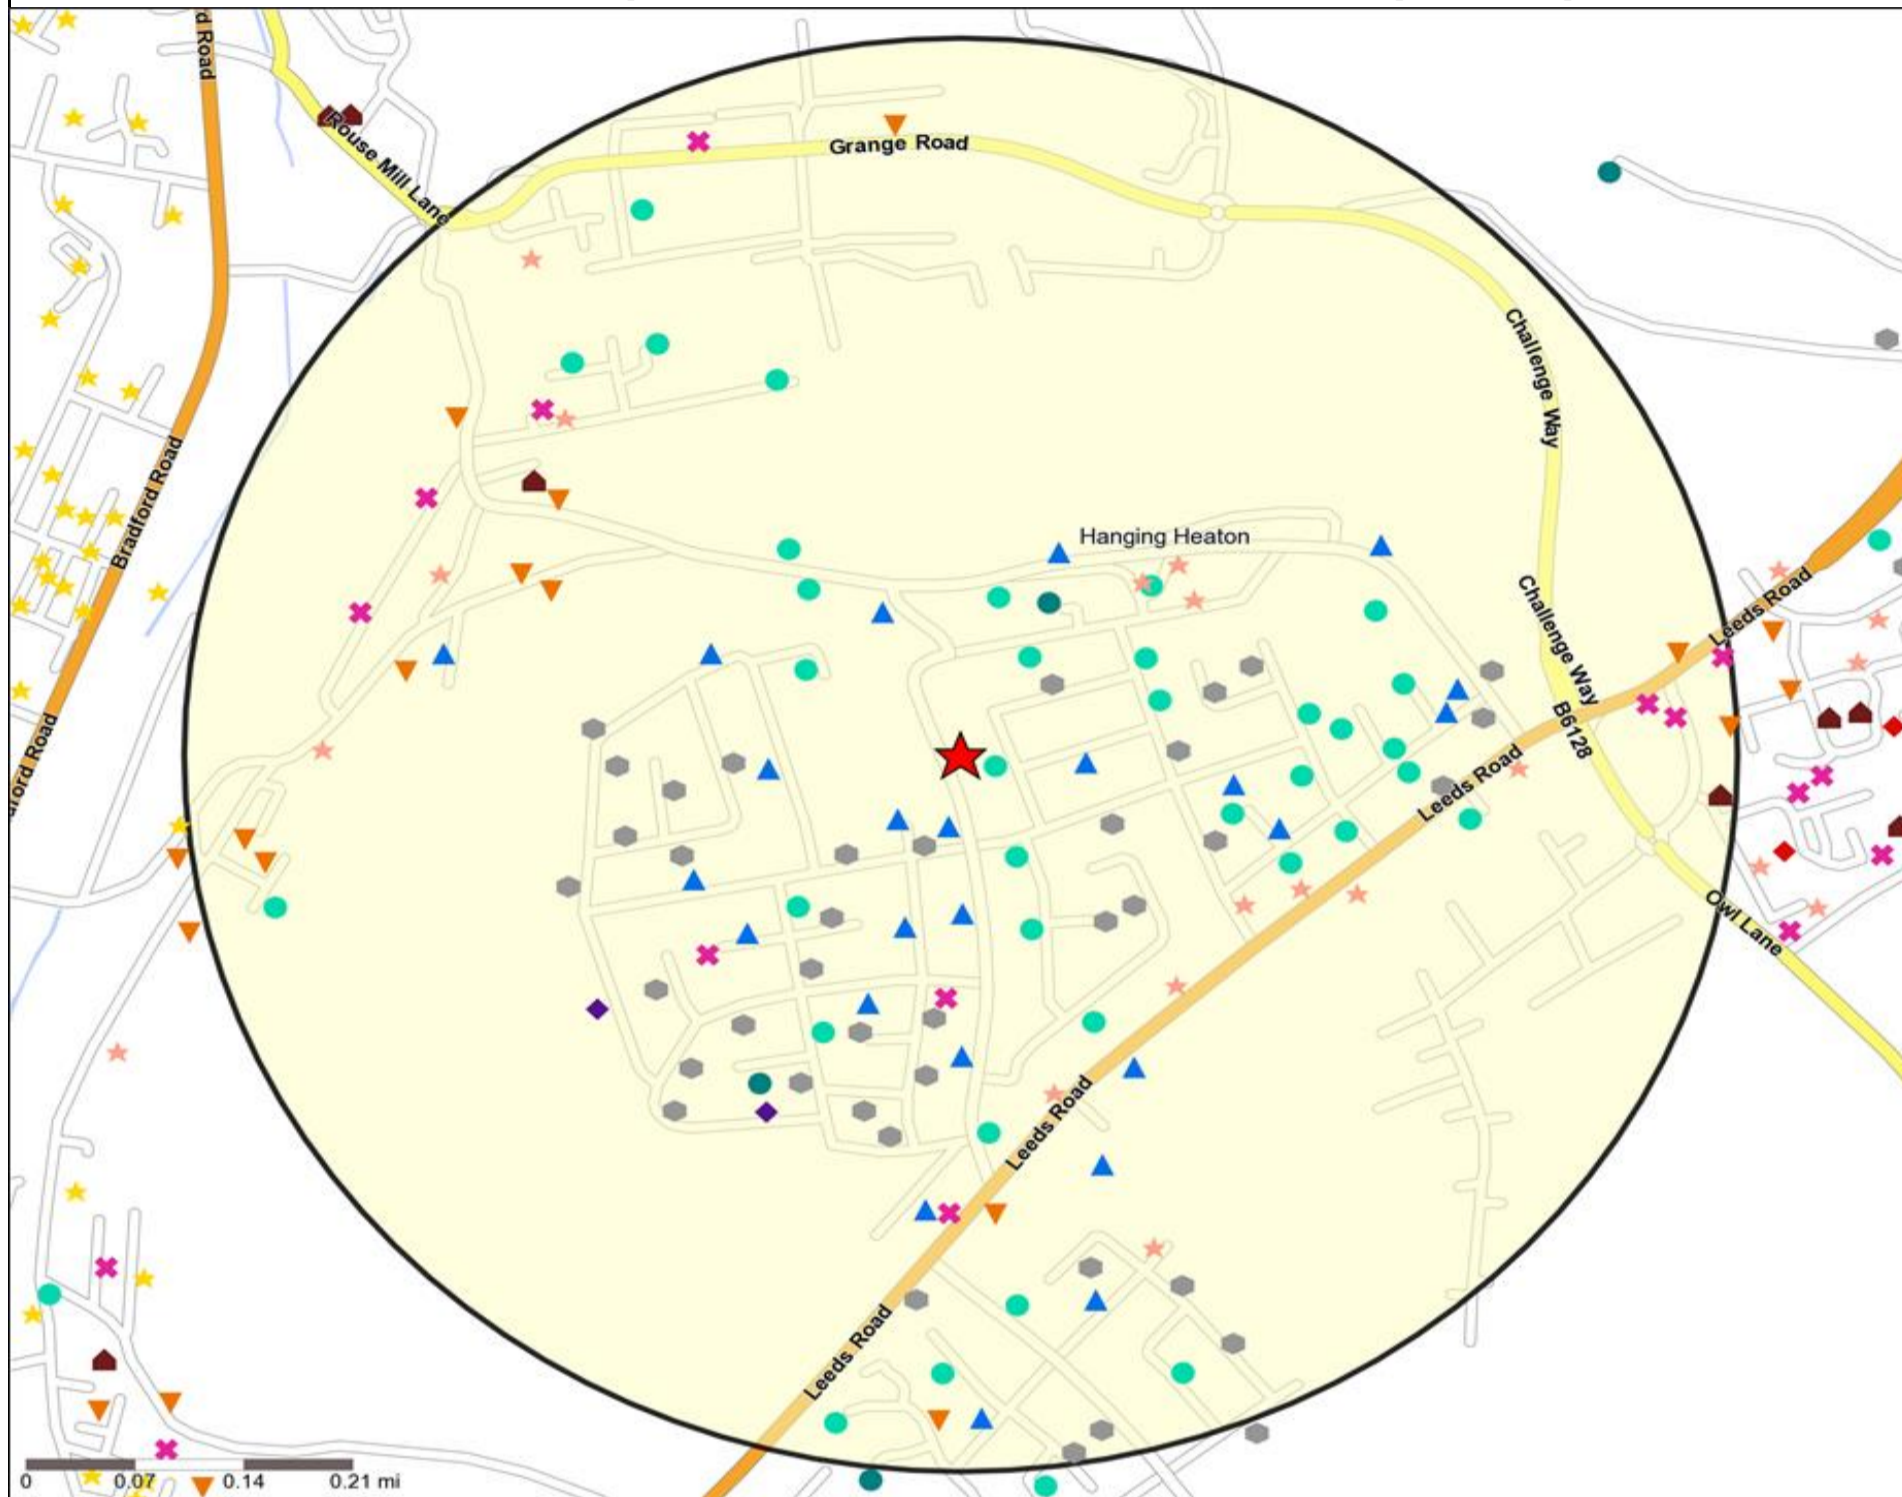 d Road
Rouse Mill Lane
Grange Road
Challenge Way
Bradford Road
Hanging Heaton
Challenge Way
Leeds Road
B6128
Leeds Road
ford Road
Owl Lane
Leeds Road
Leeds Road
0 0.07 0.14 0.21 mi